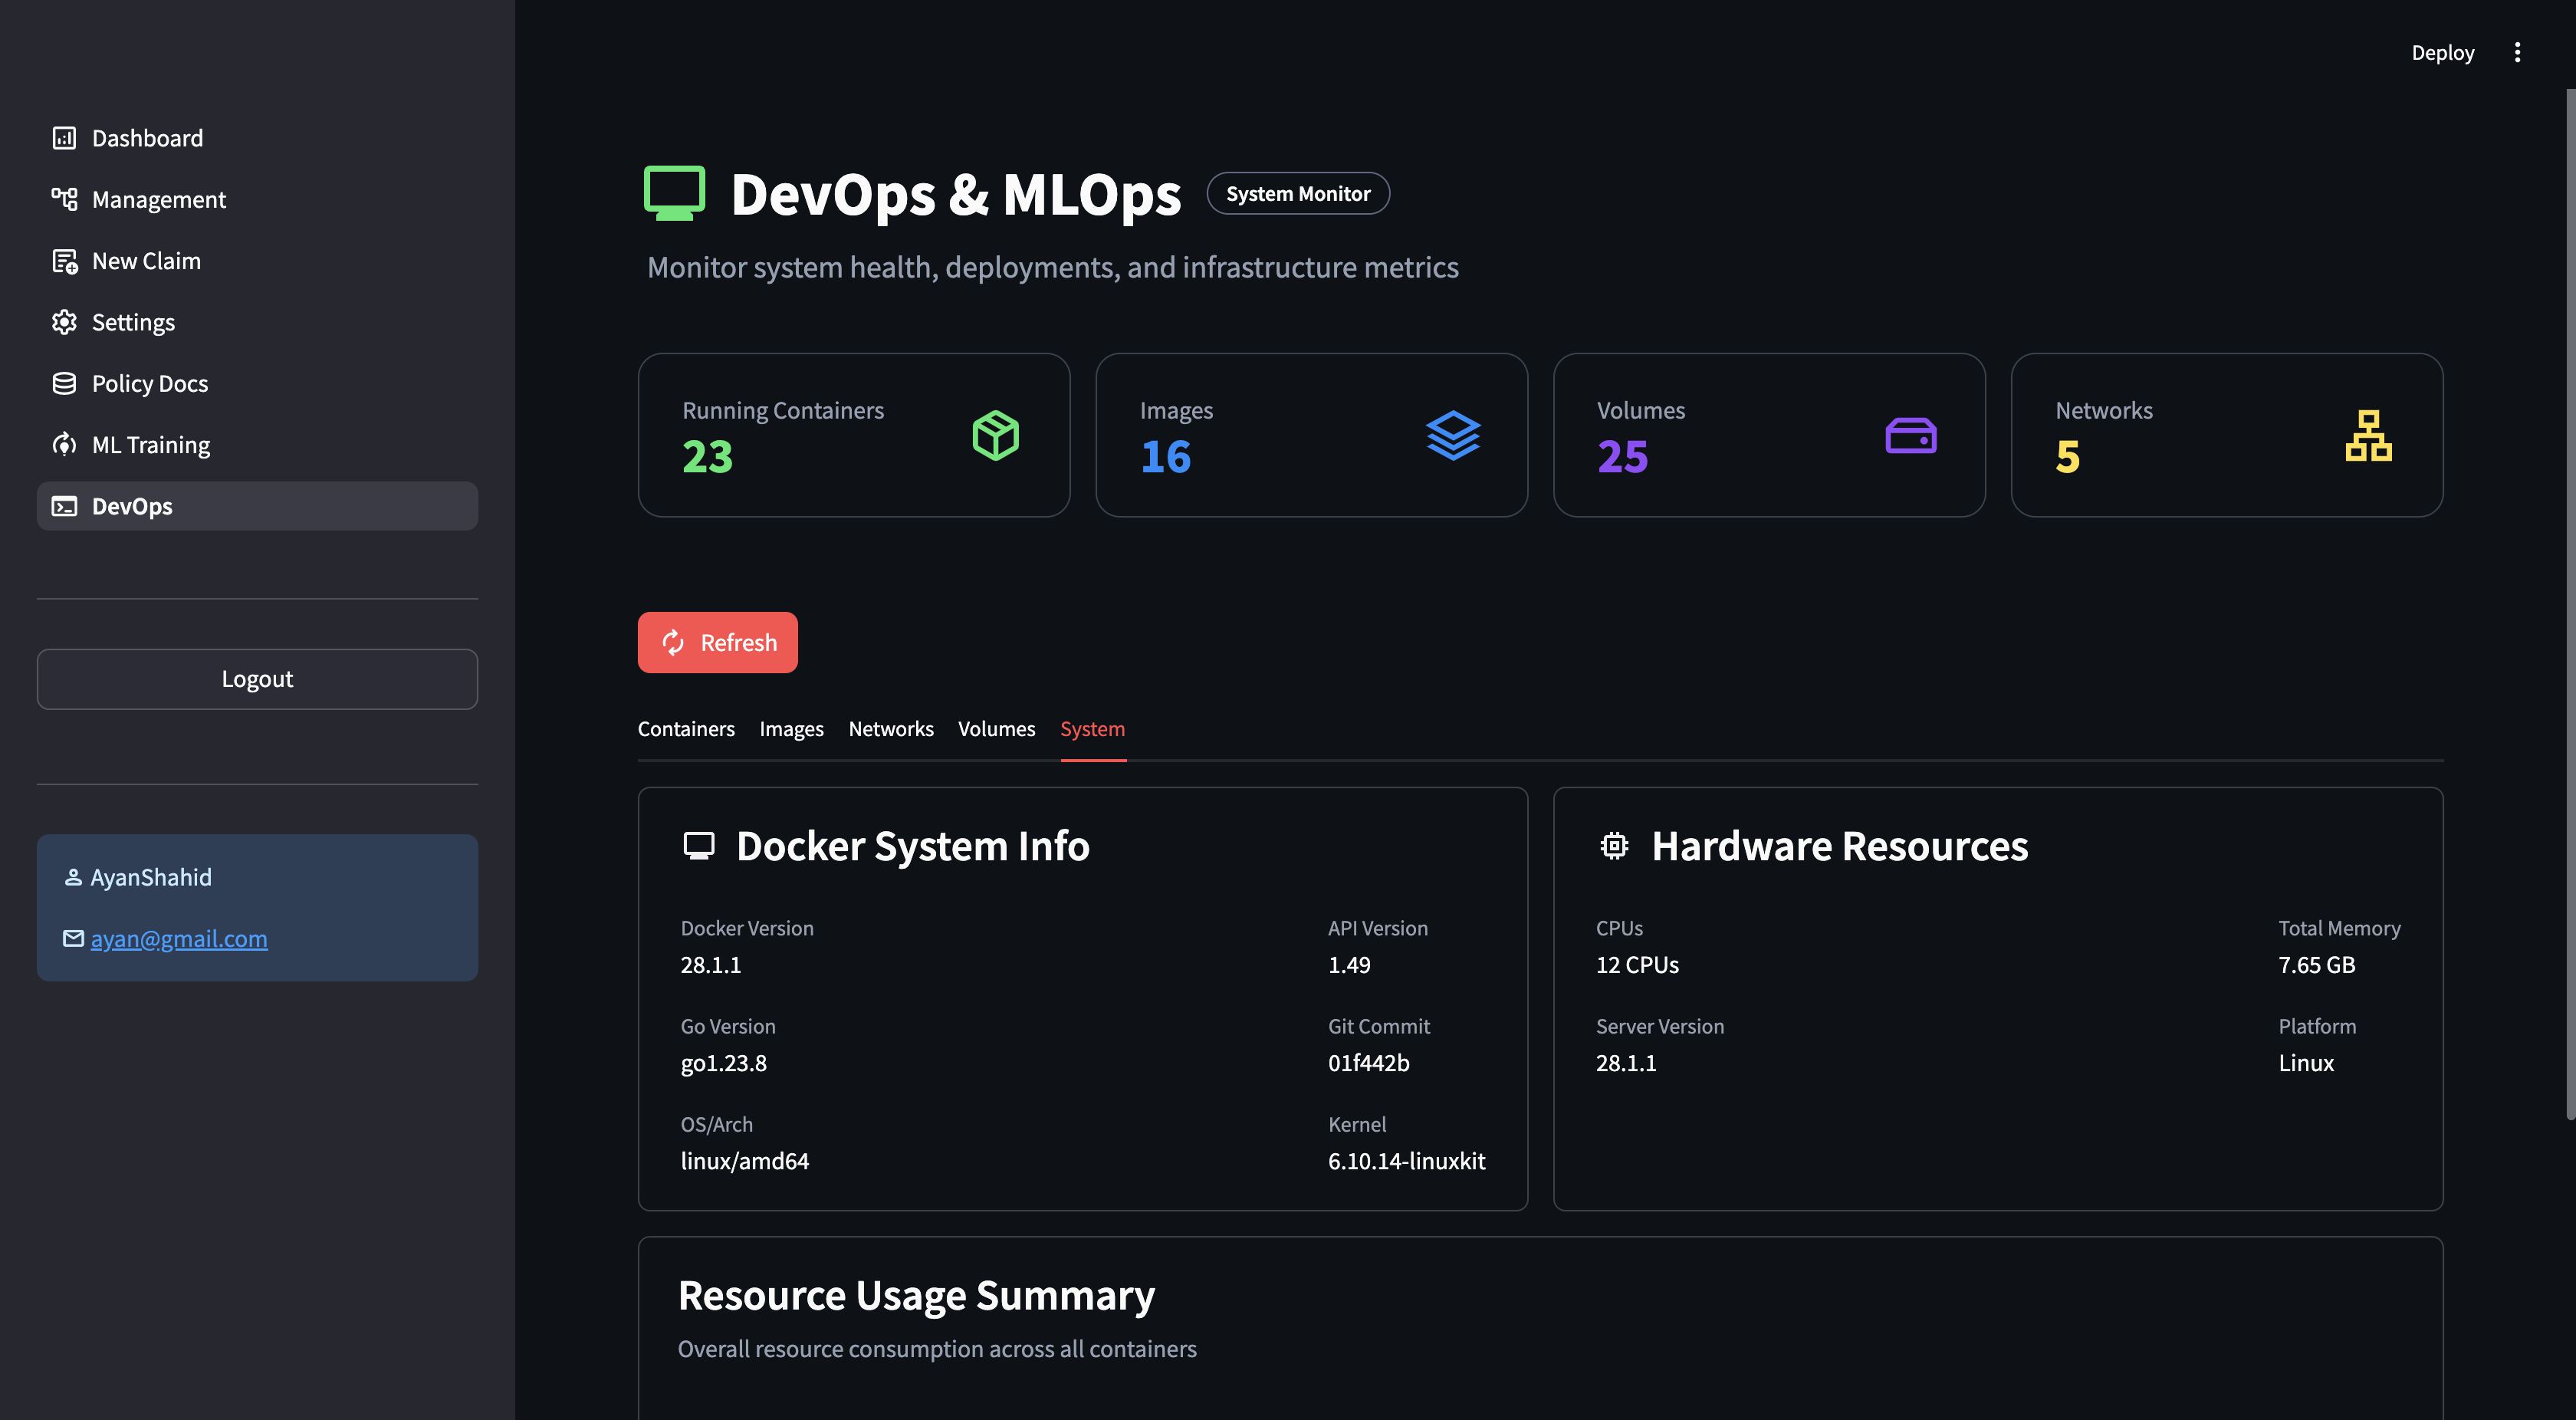 Deploy
Dashboard
Management
New Claim
Settings
Policy Docs
ML Training
DevOps
Logout
AyanShahid
ayan@gmail.com
DevOps & MLOps System Monitor
Monitor system health, deployments, and infrastructure metrics
Running Containers
23
Images
16
Volumes
25
Networks
5
Refresh
Containers Images Networks Volumes System
Docker System Info
Docker Version API Version
28.1.1 1.49
Go Version Git Commit
go1.23.8 01f442b
OS/Arch Kernel
linux/amd64 6.10.14-linuxkit
Hardware Resources
CPUs Total Memory
12 CPUs 7.65 GB
Server Version Platform
28.1.1 Linux
Resource Usage Summary
Overall resource consumption across all containers